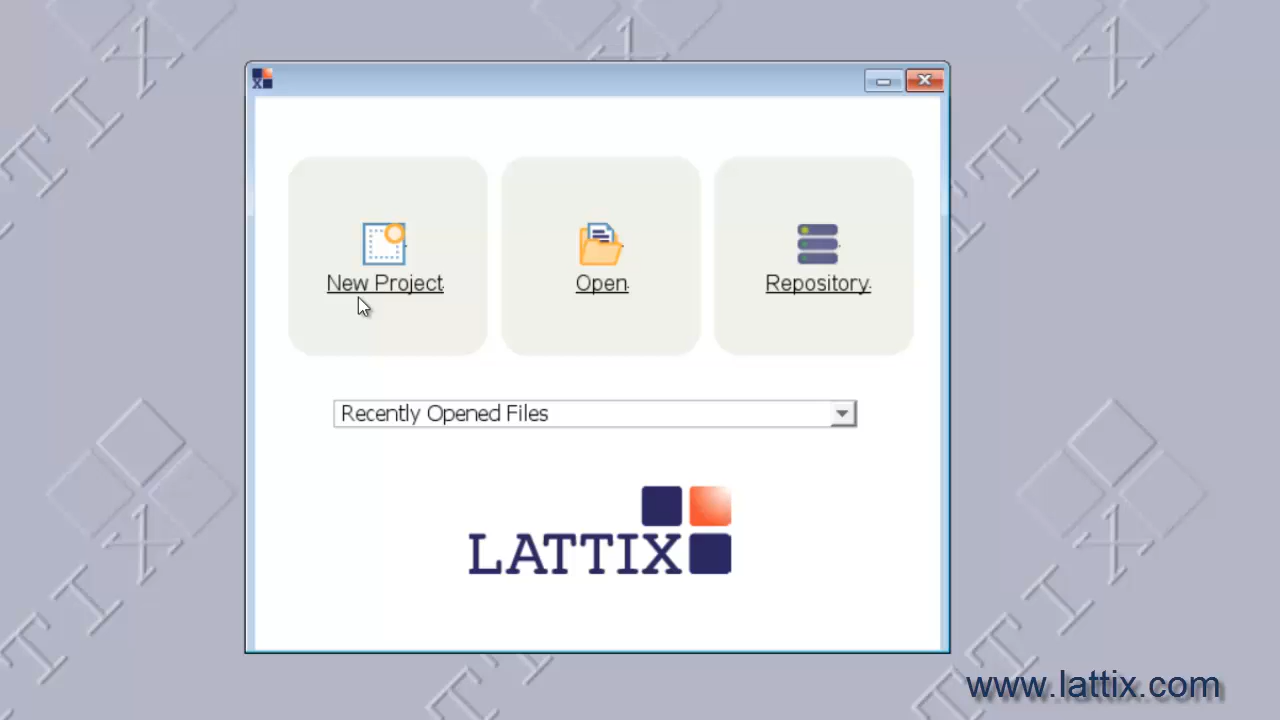 New Project
Open
Repository
Recently Opened Files
LATTIX
www.lattix.com